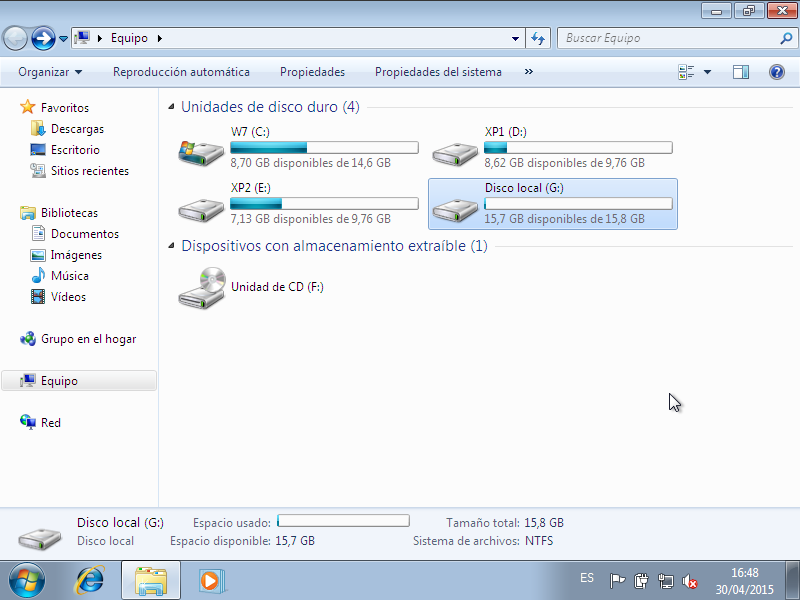 Equipo
Buscar Equipo
Organizar
Reproducción automática
Propiedades
Propiedades del sistema
»
Favoritos
Descargas
Escritorio
Sitios recientes
Bibliotecas
Documentos
Imágenes
Música
Vídeos
Grupo en el hogar
Equipo
Red
Unidades de disco duro (4)
W7 (C:)
8,70 GB disponibles de 14,6 GB
XP1 (D:)
8,62 GB disponibles de 9,76 GB
XP2 (E:)
7,13 GB disponibles de 9,76 GB
Disco local (G:)
15,7 GB disponibles de 15,8 GB
Dispositivos con almacenamiento extraíble (1)
Unidad de CD (F:)
Disco local (G:)
Espacio usado:
Tamaño total: 15,8 GB
Disco local
Espacio disponible: 15,7 GB
Sistema de archivos: NTFS
ES
16:48
30/04/2015